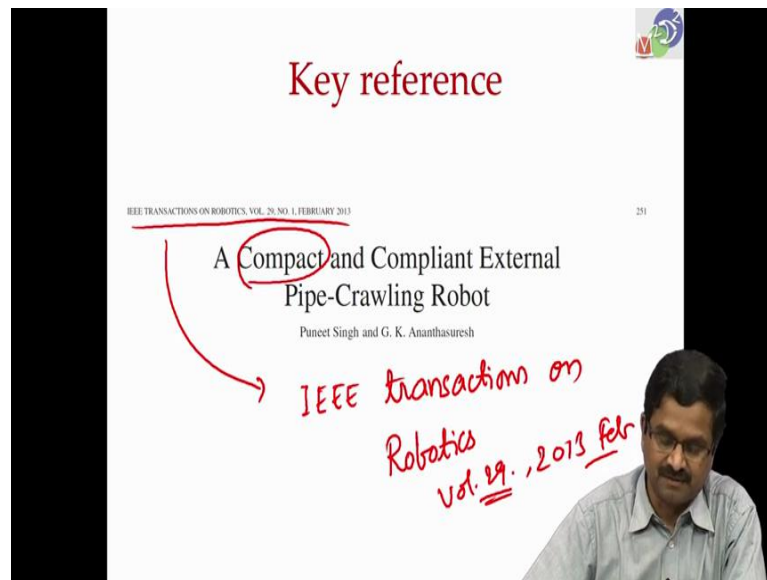 Key reference
IEEE TRANSACTIONS ON ROBOTICS, VOL. 29, NO. 1, FEBRUARY 2013
251
A Compact and Compliant External
Pipe-Crawling Robot
Puneet Singh and G. K. Ananthasuresh
IEEE transactions on
Robotics
Vol. 29. , 2013 Feb